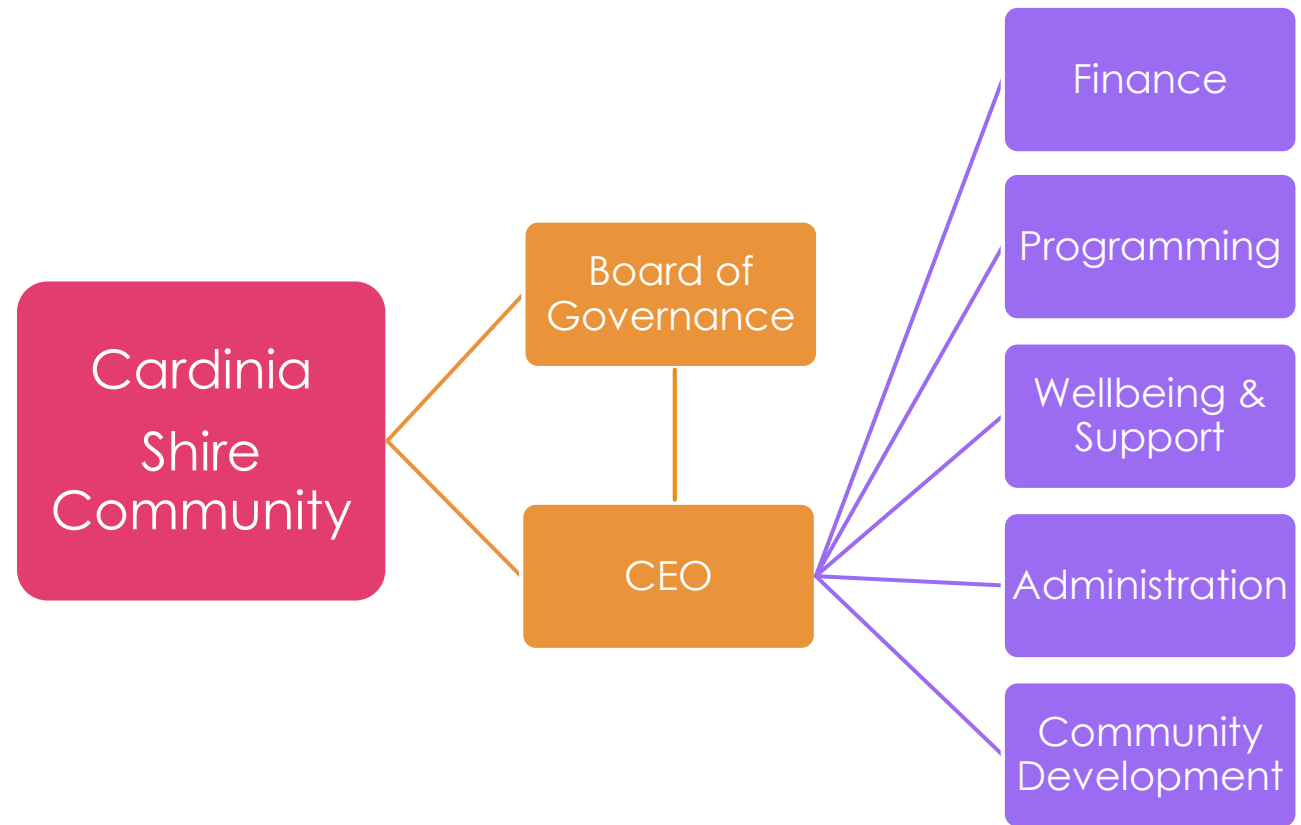 Cardinia
Shire
Community
Board of
Governance
CEO
Finance
Programming
Wellbeing &
Support
Administration
Community
Development